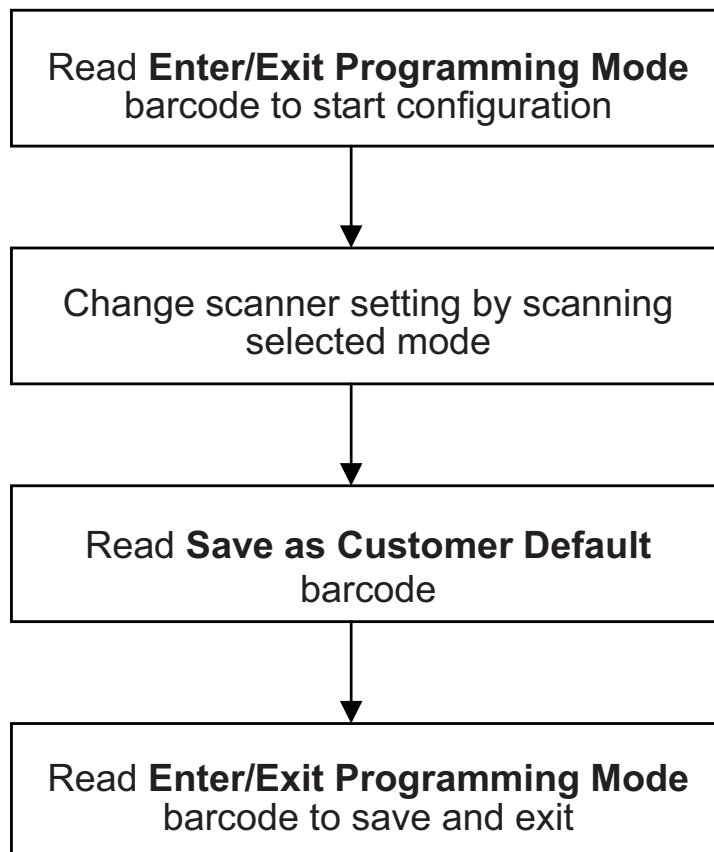 Read Enter/Exit Programming Mode
barcode to start configuration
Change scanner setting by scanning
selected mode
Read Save as Customer Default
barcode
Read Enter/Exit Programming Mode
barcode to save and exit